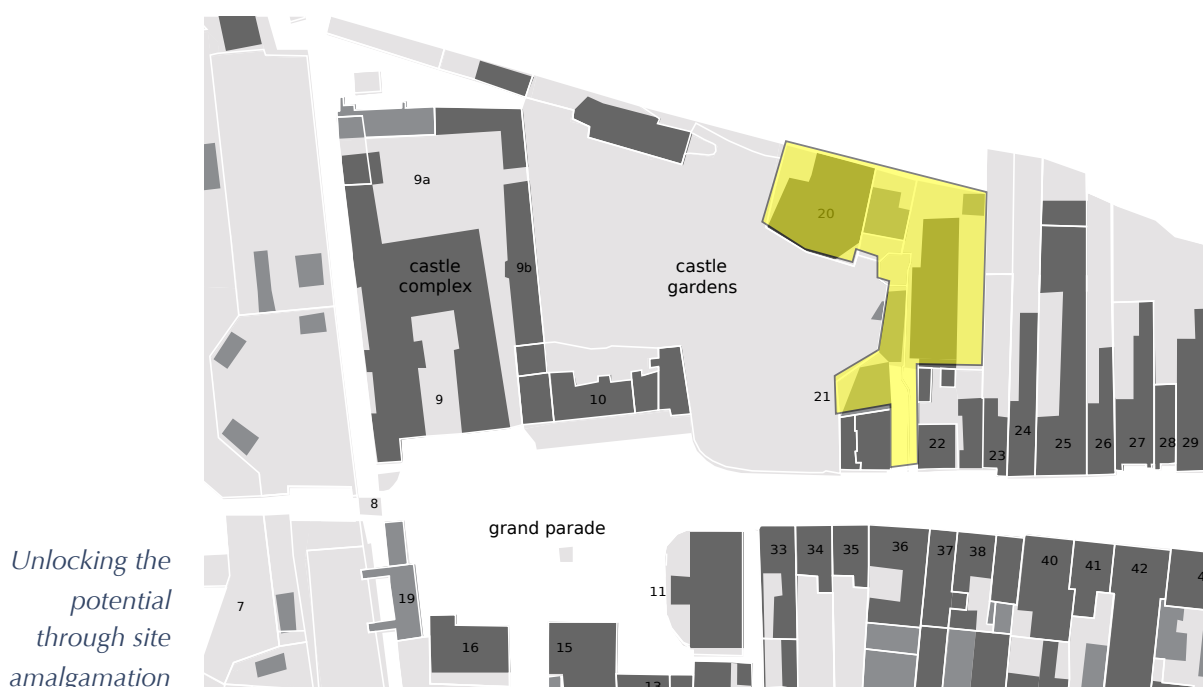 9a
20
castle
complex
9b
castle
gardens
9
10
21
22
23
24
25
26
27
28
29
8
grand parade
Unlocking the
potential
through site
amalgamation
7
19
16
15
13
11
33
34
35
36
37
38
40
41
42